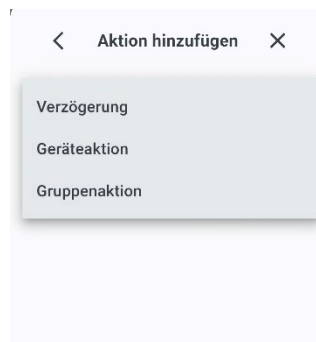 Aktion hinzufügen
Verzögerung
Geräteaktion
Gruppenaktion